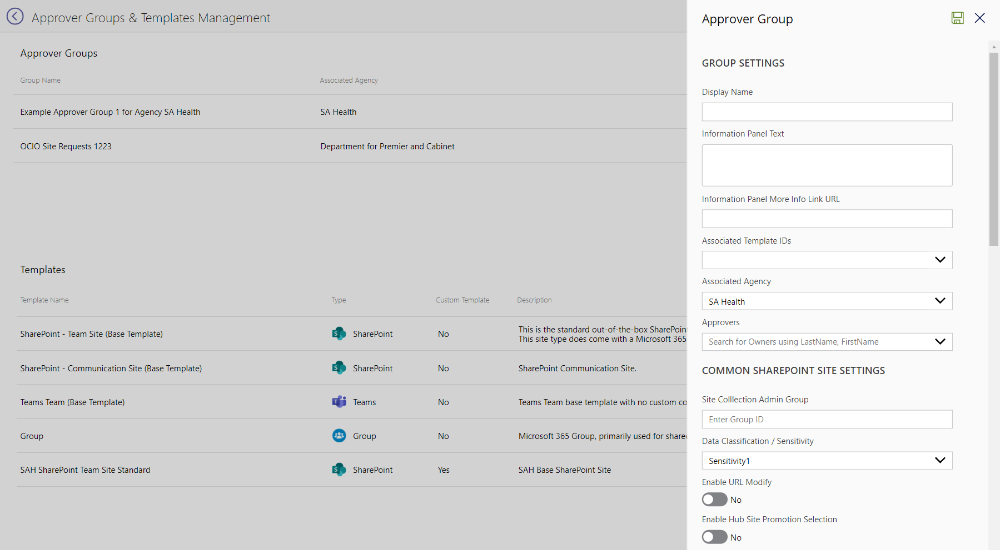 Approver Groups & Templates Management
Approver Groups
Group Name Associated Agency
Example Approver Group 1 for Agency SA Health SA Health
OCIO Site Requests 1223 Department for Premier and Cabinet
Templates
Template Name Type Custom Template Description
SharePoint - Team Site (Base Template) SharePoint No This is the standard out-of-the-box SharePoin
This site type does come with a Microsoft 365
SharePoint - Communication Site (Base Template) SharePoint No SharePoint Communication Site.
Teams Team (Base Template) Teams No Teams Team base template with no custom co
Group Group No Microsoft 365 Group, primarily used for share
SAH SharePoint Team Site Standard SharePoint Yes SAH Base SharePoint Site
Approver Group
GROUP SETTINGS
Display Name
Information Panel Text
Information Panel More Info Link URL
Associated Template IDs
Associated Agency
SA Health
Approvers
Search for Owners using LastName, FirstName
COMMON SHAREPOINT SITE SETTINGS
Site Colllection Admin Group
Enter Group ID
Data Classification / Sensitivity
Sensitivity1
Enable URL Modify
No
Enable Hub Site Promotion Selection
No